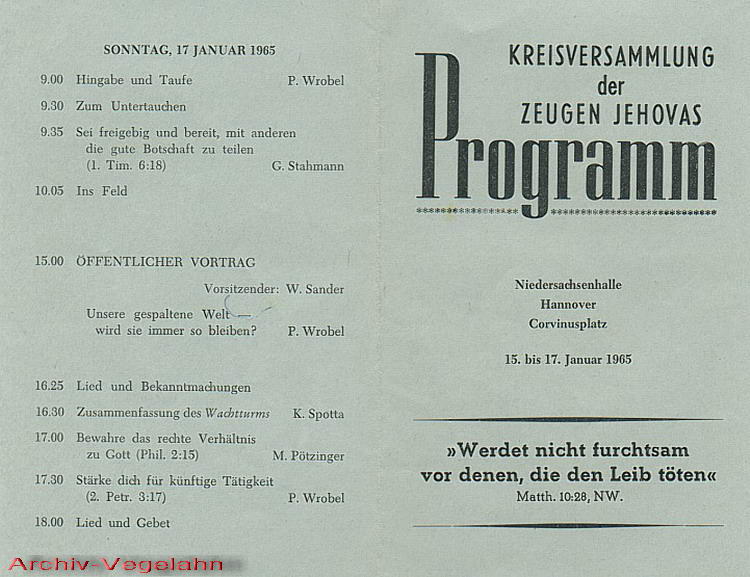 SONNTAG, 17 JANUAR 1965
9.00 Hingabe und Taufe P. Wrobel
9.30 Zum Untertauchen
9.35 Sei freigebig und bereit, mit anderen
die gute Botschaft zu teilen
(1. Tim. 6:18) G. Stahmann
10.05 Ins Feld
15.00 ÖFFENTLICHER VORTRAG
Vorsitzender: W. Sander
Unsere gespaltene Welt —
wird sie immer so bleiben? P. Wrobel
16.25 Lied und Bekanntmachungen
16.30 Zusammenfassung des Wachtturms K. Spotta
17.00 Bewahre das rechte Verhältnis
zu Gott (Phil. 2:15) M. Pötzinger
17.30 Stärke dich für künftige Tätigkeit
(2. Petr. 3:17) P. Wrobel
18.00 Lied und Gebet
Archiv-Vegelahn
KREISVERSAMMLUNG
der
ZEUGEN JEHOVAS
Programm
Niedersachsenhalle
Hannover
Corvinusplatz
15. bis 17. Januar 1965
»Werdet nicht furchtsam
vor denen, die den Leib töten«
Matth. 10:28, NW.